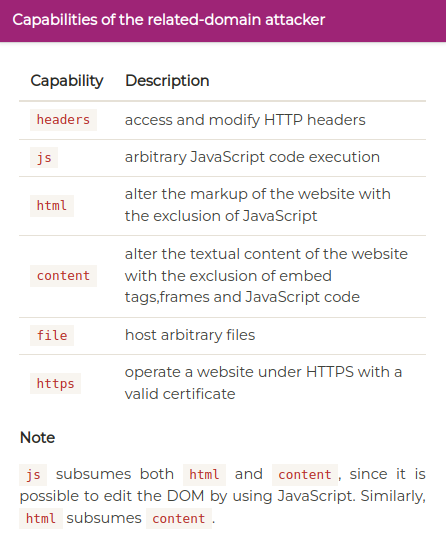 Capabilities of the related-domain attacker
Capability Description
headers access and modify HTTP headers
js arbitrary JavaScript code execution
html alter the markup of the website with
the exclusion of JavaScript
content alter the textual content of the website
with the exclusion of embed
tags,frames and JavaScript code
file host arbitrary files
https operate a website under HTTPS with a
valid certificate
Note
js subsumes both html and content , since it is
possible to edit the DOM by using JavaScript. Similarly,
html subsumes content .